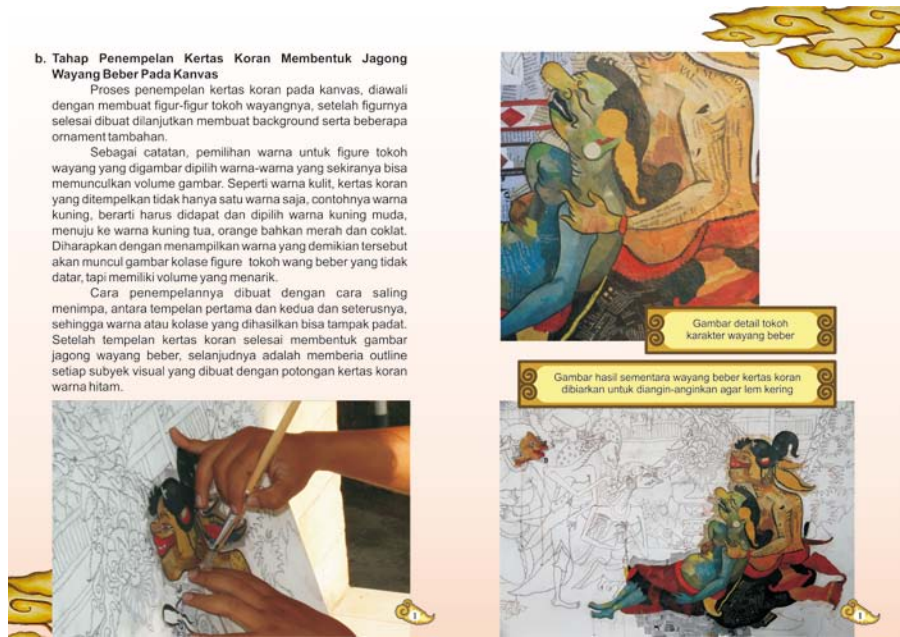 b. Tahap Penempelan Kertas Koran Membentuk Jagong
Wayang Beber Pada Kanvas
Proses penempelan kertas koran pada kanvas, diawali
dengan membuat figur-figur tokoh wayangnya, setelah figurnya
selesai dibuat dilanjutkan membuat background serta beberapa
ornament tambahan.
Sebagai catatan, pemilihan warna untuk figure tokoh
wayang yang digambar dipilih warna-warna yang sekiranya bisa
memunculkan volume gambar. Seperti warna kulit, kertas koran
yang ditempelkan tidak hanya satu warna saja, contohnya warna
kuning, berarti harus didapat dan dipilih warna kuning muda,
menuju ke warna kuning tua, orange bahkan merah dan coklat.
Diharapkan dengan menampilkan warna yang demikian tersebut
akan muncul gambar kolase figure tokoh wang beber yang tidak
datar, tapi memiliki volume yang menarik.
Cara penempelannya dibuat dengan cara saling
menimpa, antara tempelan pertama dan kedua dan seterusnya,
sehingga warna atau kolase yang dihasilkan bisa tampak padat.
Setelah tempelan kertas koran selesai membentuk gambar
jagong wayang beber, selanjudnya adalah memberia outline
setiap subyek visual yang dibuat dengan potongan kertas koran
warna hitam.
1
Gambar detail tokoh
karakter wayang beber
Gambar hasil sementara wayang beber kertas koran
dibiarkan untuk diangin-anginkan agar lem kering
1